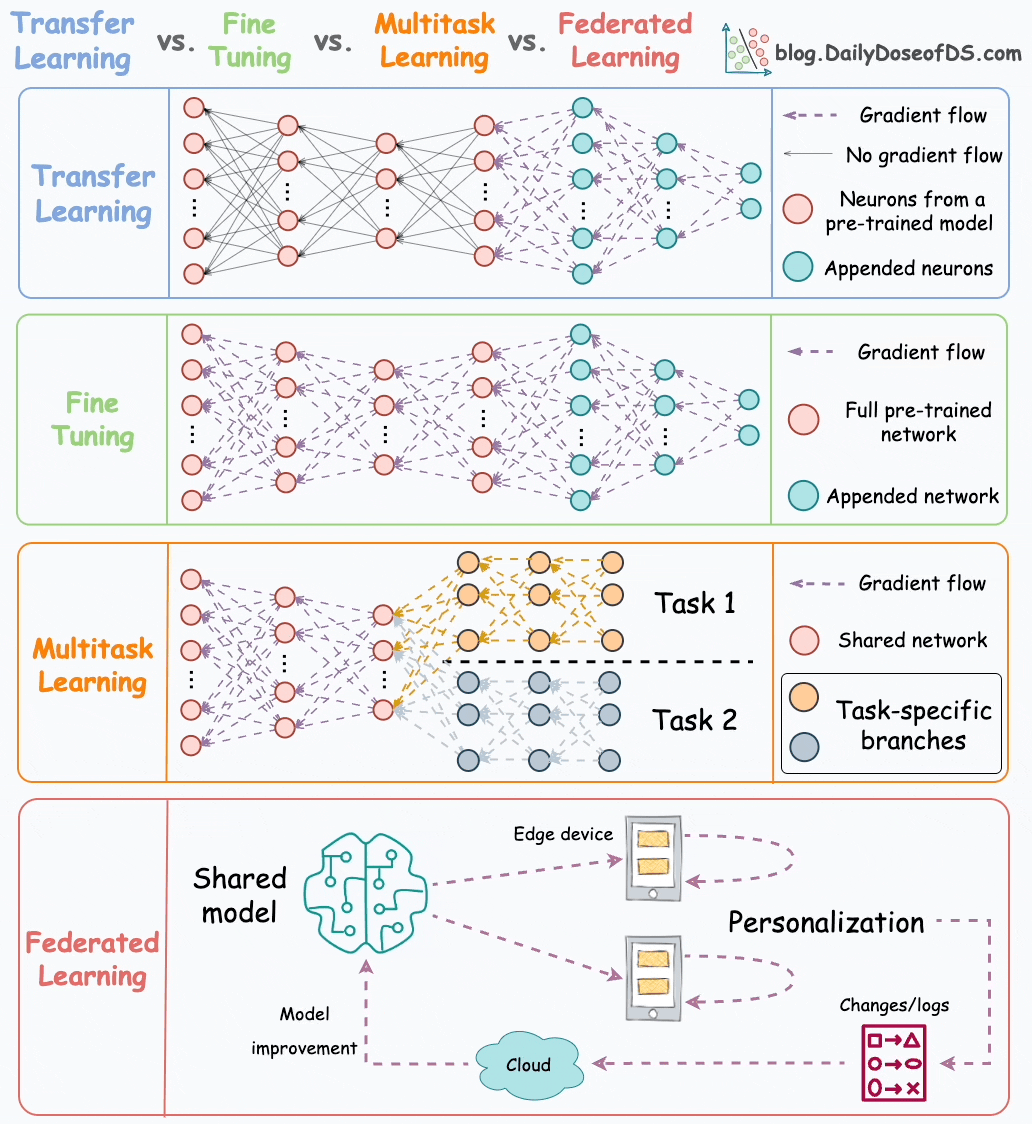 Transfer Learning vs. Fine Tuning vs. Multitask Learning vs. Federated Learning
blog.DailyDoseofDS.com
Transfer
Learning
Gradient flow
No gradient flow
Neurons from a
pre-trained model
Appended neurons
Fine
Tuning
Gradient flow
Full pre-trained
network
Appended network
Multitask
Learning
Task 1
Task 2
Gradient flow
Shared network
Task-specific
branches
Federated
Learning
Shared
model
Edge device
Personalization
Changes/logs
Cloud
Model
improvement